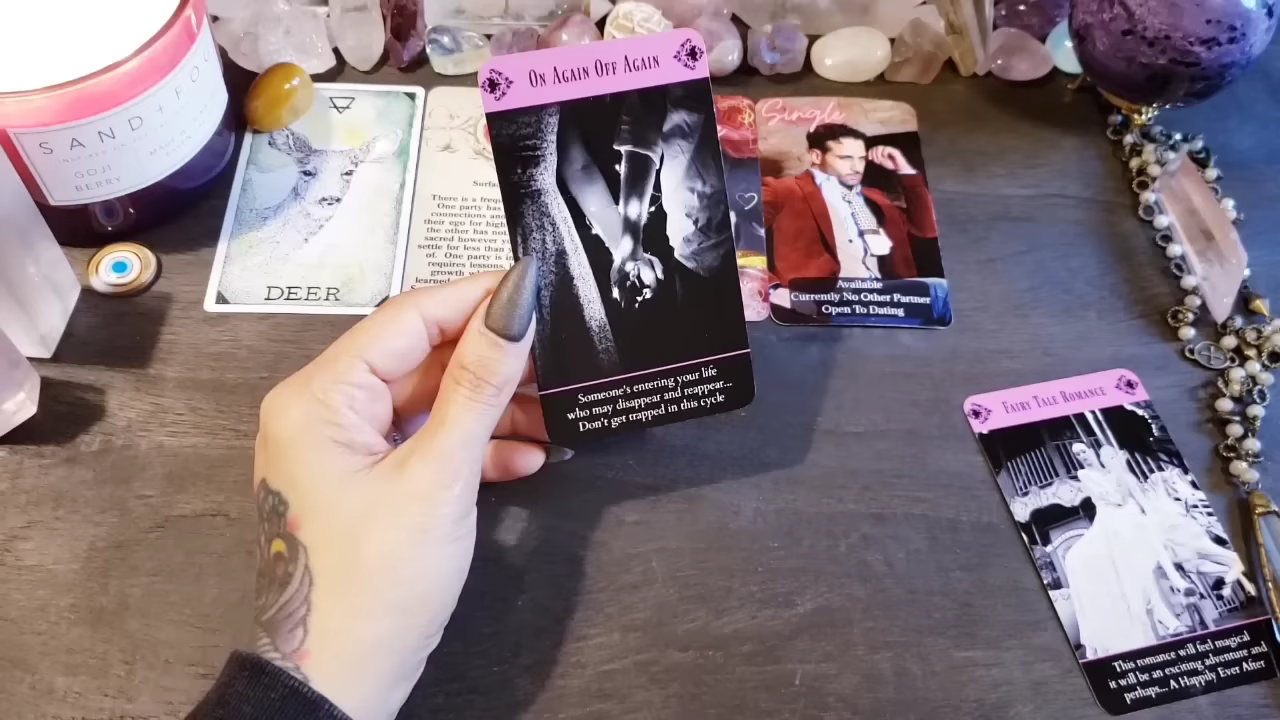 SAND + FO
GOJI
BERRY
DEER
Surfa
There is a freq
One party has
connections and
their ego for high
the other has not
sacred however y
settle for less than
of. One party is in
requires lessons,
growth
learned
On Again Off Again
Someone's entering your life
who may disappear and reappear...
Don't get trapped in this cycle
Single
Available
Currently No Other Partner
Open To Dating
Fairy Tale Romance
This romance will feel magical
it will be an exciting adventure and
perhaps... A Happily Ever After